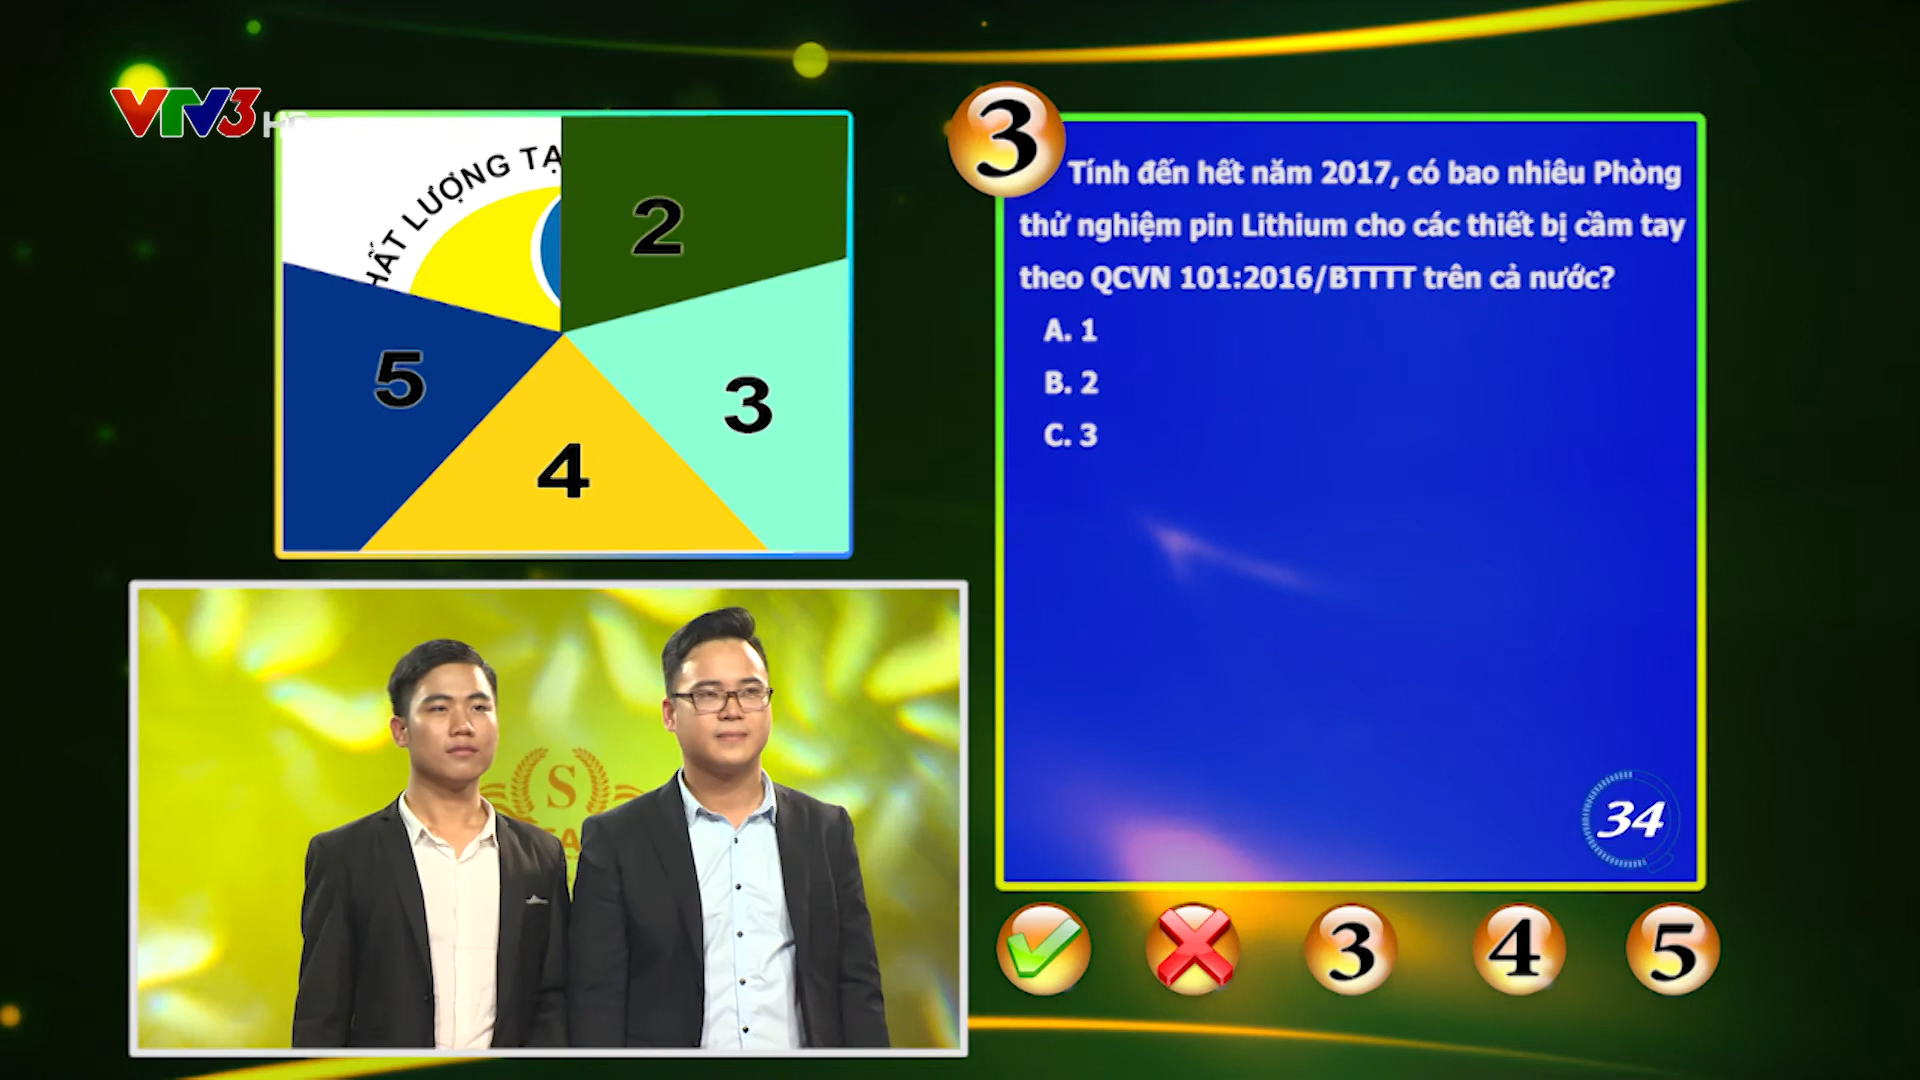 VTV3 HD
HẤT LƯỢNG TẠ
2
3
4
5
3
Tính đến hết năm 2017, có bao nhiêu Phòng
thử nghiệm pin Lithium cho các thiết bị cầm tay
theo QCVN 101:2016/BTTTT trên cả nước?
A. 1
B. 2
C. 3
34
S
3
4
5